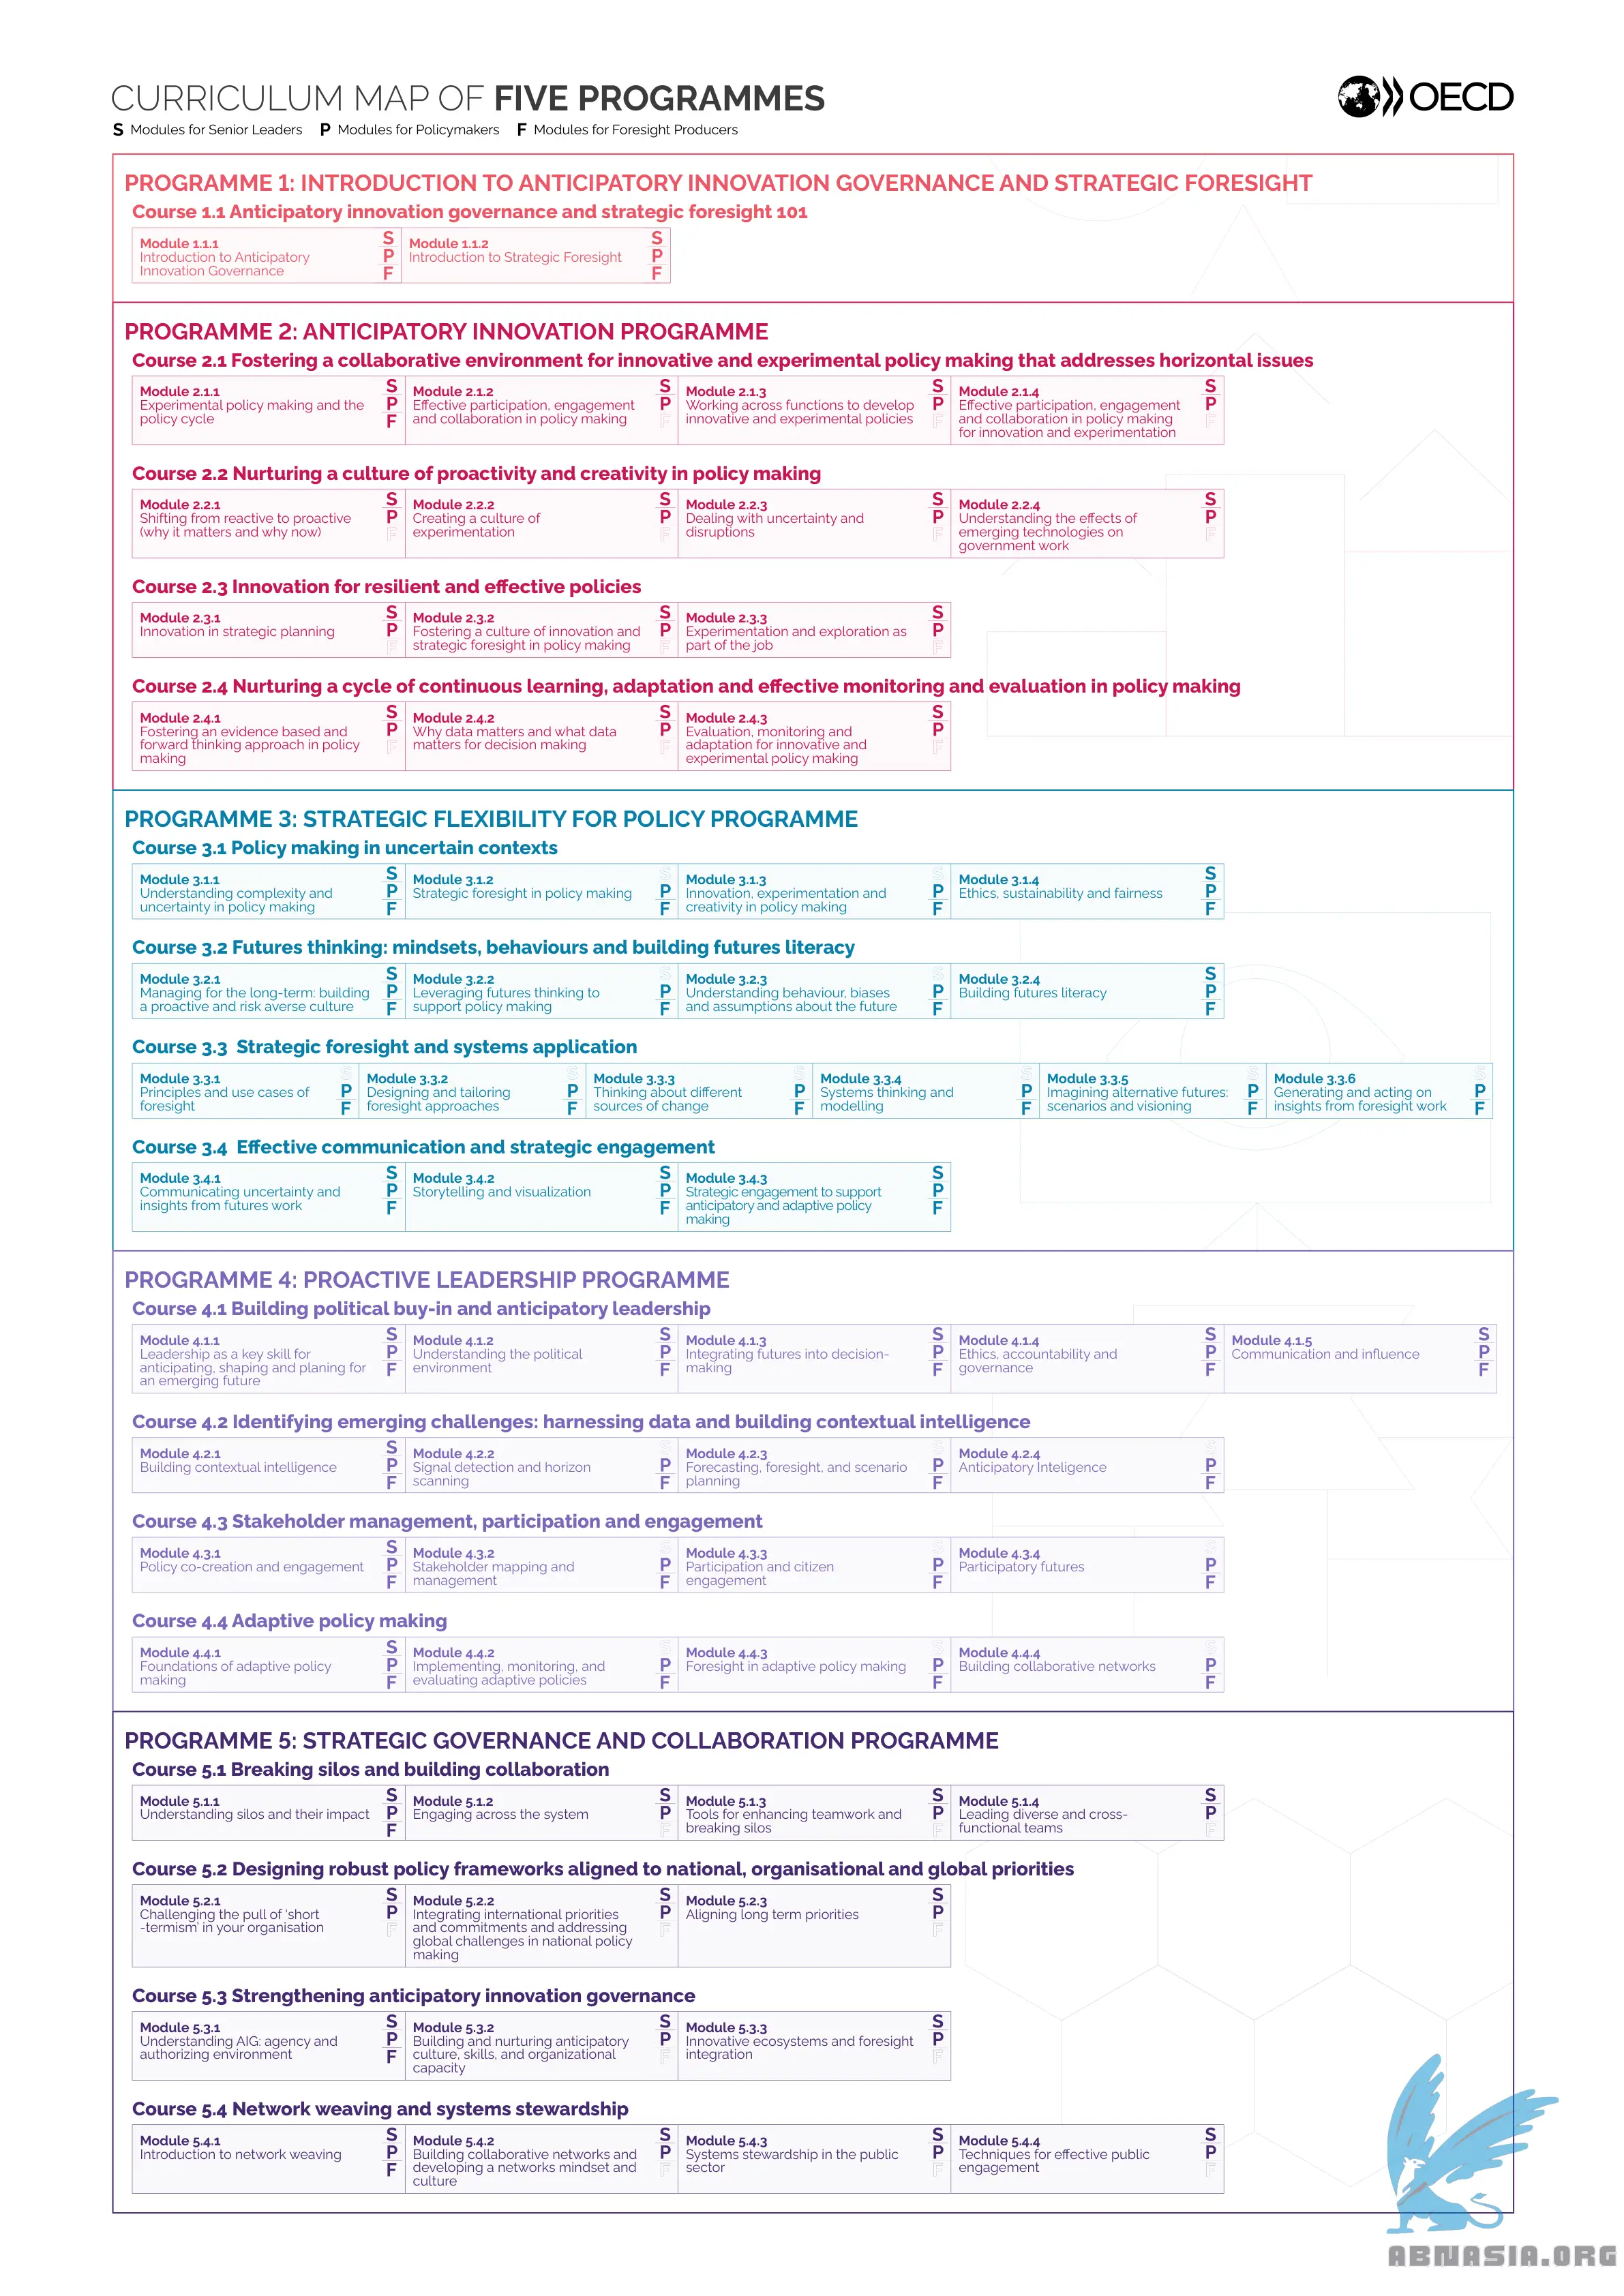 CURRICULUM MAP OF FIVE PROGRAMMES
OECD
S Modules for Senior Leaders P Modules for Policymakers F Modules for Foresight Producers
PROGRAMME 1: INTRODUCTION TO ANTICIPATORY INNOVATION GOVERNANCE AND STRATEGIC FORESIGHT
Course 1.1 Anticipatory innovation governance and strategic foresight 101
Module 1.1.1
Introduction to Anticipatory
Innovation Governance
S
P
F
Module 1.1.2
Introduction to Strategic Foresight
S
P
F
PROGRAMME 2: ANTICIPATORY INNOVATION PROGRAMME
Course 2.1 Fostering a collaborative environment for innovative and experimental policy making that addresses horizontal issues
Module 2.1.1
Experimental policy making and the
policy cycle
S
P
F
Module 2.1.2
Effective participation, engagement
and collaboration in policy making
S
P
F
Module 2.1.3
Working across functions to develop
innovative and experimental policies
S
P
F
Module 2.1.4
Effective participation, engagement
and collaboration in policy making
for innovation and experimentation
S
P
F
Course 2.2 Nurturing a culture of proactivity and creativity in policy making
Module 2.2.1
Shifting from reactive to proactive
(why it matters and why now)
S
P
F
Module 2.2.2
Creating a culture of
experimentation
S
P
F
Module 2.2.3
Dealing with uncertainty and
disruptions
S
P
F
Module 2.2.4
Understanding the effects of
emerging technologies on
government work
S
P
F
Course 2.3 Innovation for resilient and effective policies
Module 2.3.1
Innovation in strategic planning
S
P
F
Module 2.3.2
Fostering a culture of innovation and
strategic foresight in policy making
S
P
F
Module 2.3.3
Experimentation and exploration as
part of the job
S
P
F
Course 2.4 Nurturing a cycle of continuous learning, adaptation and effective monitoring and evaluation in policy making
Module 2.4.1
Fostering an evidence based and
forward thinking approach in policy
making
S
P
F
Module 2.4.2
Why data matters and what data
matters for decision making
S
P
F
Module 2.4.3
Evaluation, monitoring and
adaptation for innovative and
experimental policy making
S
P
F
PROGRAMME 3: STRATEGIC FLEXIBILITY FOR POLICY PROGRAMME
Course 3.1 Policy making in uncertain contexts
Module 3.1.1
Understanding complexity and
uncertainty in policy making
S
P
F
Module 3.1.2
Strategic foresight in policy making
S
P
F
Module 3.1.3
Innovation, experimentation and
creativity in policy making
S
P
F
Module 3.1.4
Ethics, sustainability and fairness
S
P
F
Course 3.2 Futures thinking: mindsets, behaviours and building futures literacy
Module 3.2.1
Managing for the long-term: building
a proactive and risk averse culture
S
P
F
Module 3.2.2
Leveraging futures thinking to
support policy making
S
P
F
Module 3.2.3
Understanding behaviour, biases
and assumptions about the future
S
P
F
Module 3.2.4
Building futures literacy
S
P
F
Course 3.3 Strategic foresight and systems application
Module 3.3.1
Principles and use cases of
foresight
S
P
F
Module 3.3.2
Designing and tailoring
foresight approaches
S
P
F
Module 3.3.3
Thinking about different
sources of change
S
P
F
Module 3.3.4
Systems thinking and
modelling
S
P
F
Module 3.3.5
Imagining alternative futures:
scenarios and visioning
S
P
F
Module 3.3.6
Generating and acting on
insights from foresight work
S
P
F
Course 3.4 Effective communication and strategic engagement
Module 3.4.1
Communicating uncertainty and
insights from futures work
S
P
F
Module 3.4.2
Storytelling and visualization
S
P
F
Module 3.4.3
Strategic engagement to support
anticipatory and adaptive policy
making
S
P
F
PROGRAMME 4: PROACTIVE LEADERSHIP PROGRAMME
Course 4.1 Building political buy-in and anticipatory leadership
Module 4.1.1
Leadership as a key skill for
anticipating, shaping and planing for
an emerging future
S
P
F
Module 4.1.2
Understanding the political
environment
S
P
F
Module 4.1.3
Integrating futures into decision-
making
S
P
F
Module 4.1.4
Ethics, accountability and
governance
S
P
F
Module 4.1.5
Communication and influence
S
P
F
Course 4.2 Identifying emerging challenges: harnessing data and building contextual intelligence
Module 4.2.1
Building contextual intelligence
S
P
F
Module 4.2.2
Signal detection and horizon
scanning
S
P
F
Module 4.2.3
Forecasting, foresight, and scenario
planning
S
P
F
Module 4.2.4
Anticipatory Inteligence
S
P
F
Course 4.3 Stakeholder management, participation and engagement
Module 4.3.1
Policy co-creation and engagement
S
P
F
Module 4.3.2
Stakeholder mapping and
management
S
P
F
Module 4.3.3
Participation and citizen
engagement
S
P
F
Module 4.3.4
Participatory futures
S
P
F
Course 4.4 Adaptive policy making
Module 4.4.1
Foundations of adaptive policy
making
S
P
F
Module 4.4.2
Implementing, monitoring, and
evaluating adaptive policies
S
P
F
Module 4.4.3
Foresight in adaptive policy making
S
P
F
Module 4.4.4
Building collaborative networks
S
P
F
PROGRAMME 5: STRATEGIC GOVERNANCE AND COLLABORATION PROGRAMME
Course 5.1 Breaking silos and building collaboration
Module 5.1.1
Understanding silos and their impact
S
P
F
Module 5.1.2
Engaging across the system
S
P
F
Module 5.1.3
Tools for enhancing teamwork and
breaking silos
S
P
F
Module 5.1.4
Leading diverse and cross-
functional teams
S
P
F
Course 5.2 Designing robust policy frameworks aligned to national, organisational and global priorities
Module 5.2.1
Challenging the pull of 'short
-termism' in your organisation
S
P
F
Module 5.2.2
Integrating international priorities
and commitments and addressing
global challenges in national policy
making
S
P
F
Module 5.2.3
Aligning long term priorities
S
P
F
Course 5.3 Strengthening anticipatory innovation governance
Module 5.3.1
Understanding AIG: agency and
authorizing environment
S
P
F
Module 5.3.2
Building and nurturing anticipatory
culture, skills, and organizational
capacity
S
P
F
Module 5.3.3
Innovative ecosystems and foresight
integration
S
P
F
Course 5.4 Network weaving and systems stewardship
Module 5.4.1
Introduction to network weaving
S
P
F
Module 5.4.2
Building collaborative networks and
developing a networks mindset and
culture
S
P
F
Module 5.4.3
Systems stewardship in the public
sector
S
P
F
Module 5.4.4
Techniques for effective public
engagement
S
P
F
ABNASIA.ORG